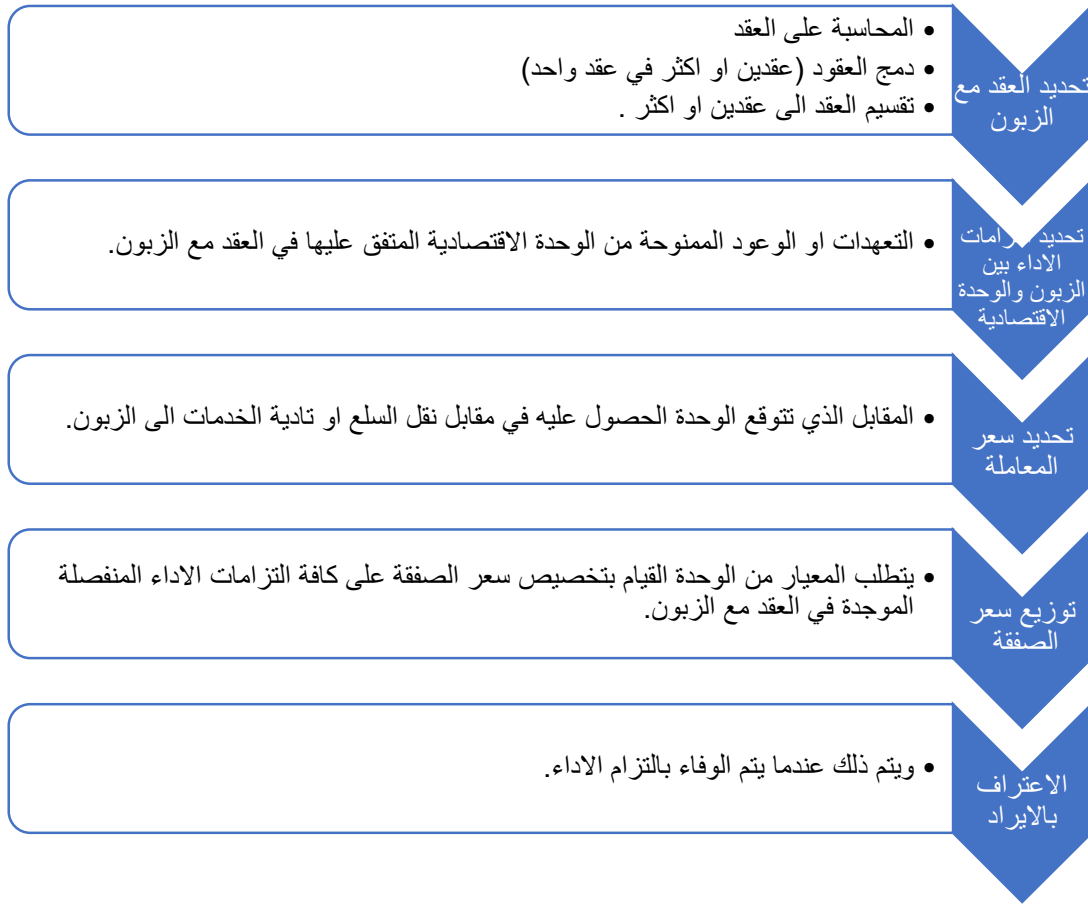 تحديد العقد مع
الزبون
• المحاسبة على العقد
• دمج العقود (عقدين او اكثر في عقد واحد)
• تقسيم العقد الى عقدين او اكثر .
تحديد
الاداء بين
الزبون والوحدة
الاقتصادية
• التعهدات او الوعود الممنوحة من الوحدة الاقتصادية المتفق عليها في العقد مع الزبون.
تحديد سعر
المعاملة
• المقابل الذي تتوقع الوحدة الحصول عليه في مقابل نقل السلع او تادية الخدمات الى الزبون.
توزيع سعر
الصفقة
• يتطلب المعيار من الوحدة القيام بتخصيص سعر الصفقة على كافة التزامات الاداء المنفصلة
الموجدة في العقد مع الزبون.
الاعتراف
بالايراد
• ويتم ذلك عندما يتم الوفاء بالتزام الاداء.